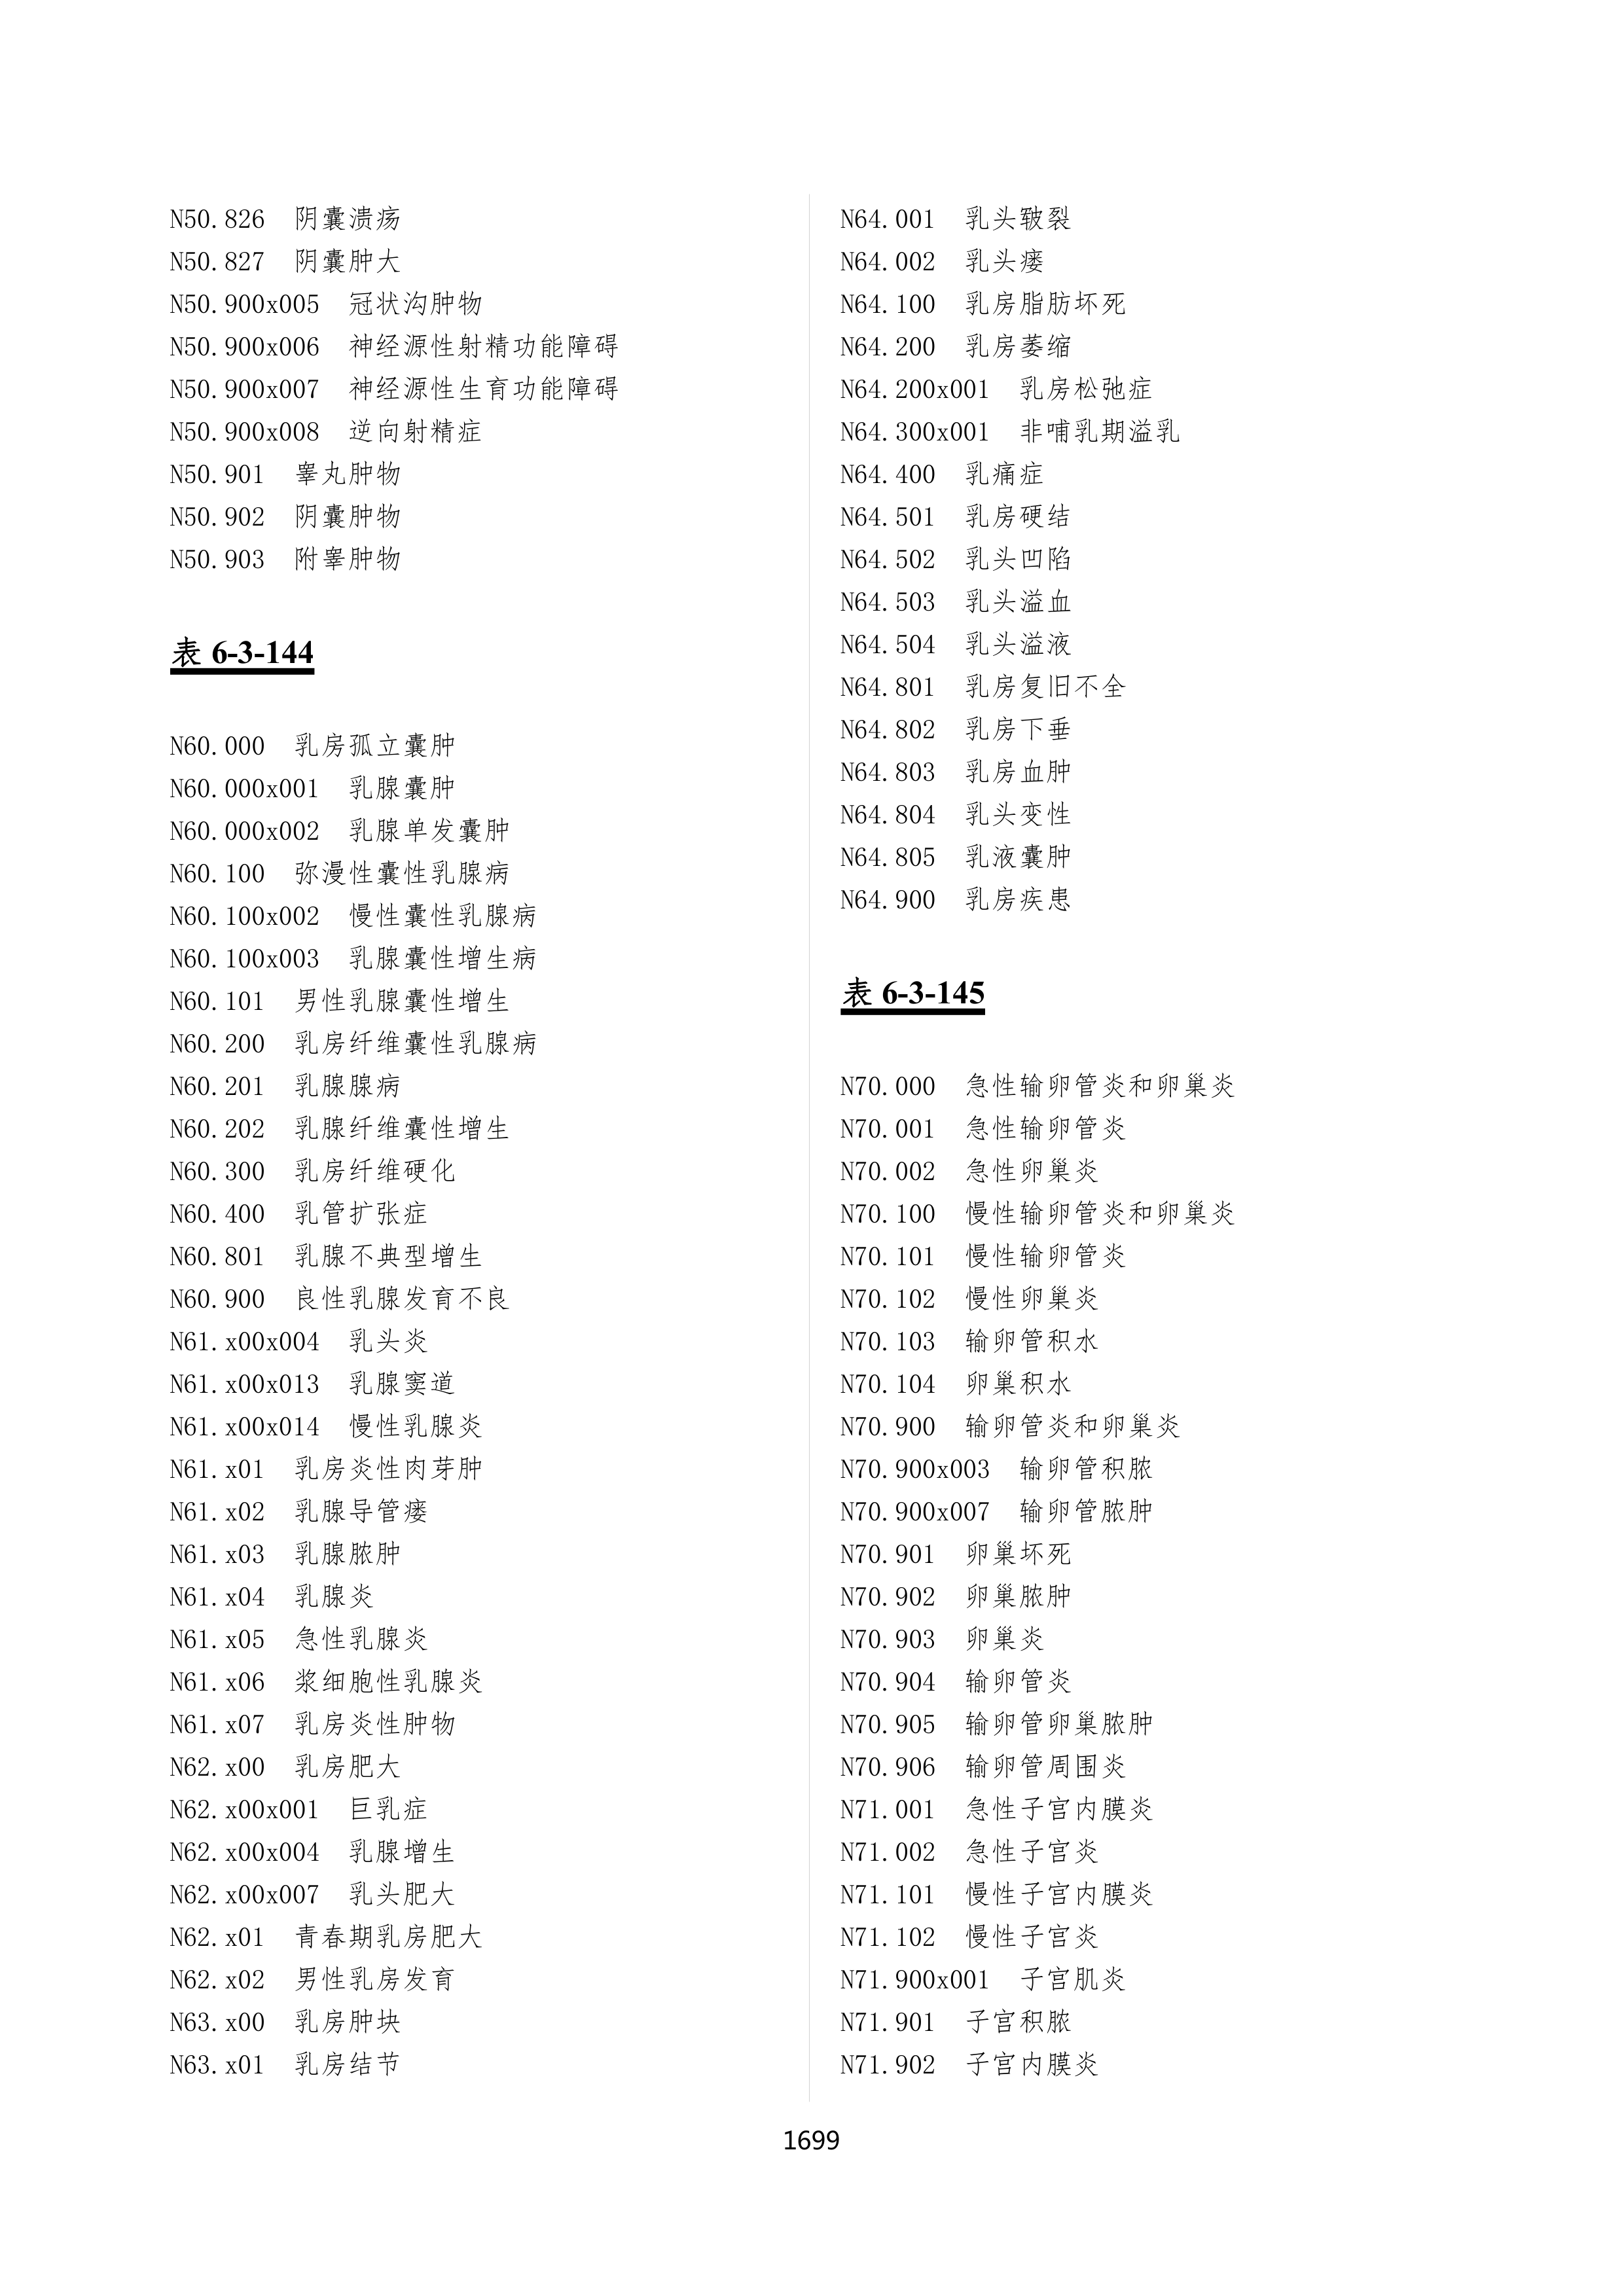 N50.826 阴囊溃疡
N50.827 阴囊肿大
N50.900x005 冠状沟肿物
N50.900x006 神经源性射精功能障碍
N50.900x007 神经源性生育功能障碍
N50.900x008 逆向射精症
N50.901 睾丸肿物
N50.902 阴囊肿物
N50.903 附睾肿物
表 6-3-144
N60.000 乳房孤立囊肿
N60.000x001 乳腺囊肿
N60.000x002 乳腺单发囊肿
N60.100 弥漫性囊性乳腺病
N60.100x002 慢性囊性乳腺病
N60.100x003 乳腺囊性增生病
N60.101 男性乳腺囊性增生
N60.200 乳房纤维囊性乳腺病
N60.201 乳腺腺病
N60.202 乳腺纤维囊性增生
N60.300 乳房纤维硬化
N60.400 乳管扩张症
N60.801 乳腺不典型增生
N60.900 良性乳腺发育不良
N61.x00x004 乳头炎
N61.x00x013 乳腺窦道
N61.x00x014 慢性乳腺炎
N61.x01 乳房炎性肉芽肿
N61.x02 乳腺导管瘘
N61.x03 乳腺脓肿
N61.x04 乳腺炎
N61.x05 急性乳腺炎
N61.x06 浆细胞性乳腺炎
N61.x07 乳房炎性肿物
N62.x00 乳房肥大
N62.x00x001 巨乳症
N62.x00x004 乳腺增生
N62.x00x007 乳头肥大
N62.x01 青春期乳房肥大
N62.x02 男性乳房发育
N63.x00 乳房肿块
N63.x01 乳房结节
N64.001 乳头皲裂
N64.002 乳头瘘
N64.100 乳房脂肪坏死
N64.200 乳房萎缩
N64.200x001 乳房松弛症
N64.300x001 非哺乳期溢乳
N64.400 乳痛症
N64.501 乳房硬结
N64.502 乳头凹陷
N64.503 乳头溢血
N64.504 乳头溢液
N64.801 乳房复旧不全
N64.802 乳房下垂
N64.803 乳房血肿
N64.804 乳头变性
N64.805 乳液囊肿
N64.900 乳房疾患
表 6-3-145
N70.000 急性输卵管炎和卵巢炎
N70.001 急性输卵管炎
N70.002 急性卵巢炎
N70.100 慢性输卵管炎和卵巢炎
N70.101 慢性输卵管炎
N70.102 慢性卵巢炎
N70.103 输卵管积水
N70.104 卵巢积水
N70.900 输卵管炎和卵巢炎
N70.900x003 输卵管积脓
N70.900x007 输卵管脓肿
N70.901 卵巢坏死
N70.902 卵巢脓肿
N70.903 卵巢炎
N70.904 输卵管炎
N70.905 输卵管卵巢脓肿
N70.906 输卵管周围炎
N71.001 急性子宫内膜炎
N71.002 急性子宫炎
N71.101 慢性子宫内膜炎
N71.102 慢性子宫炎
N71.900x001 子宫肌炎
N71.901 子宫积脓
N71.902 子宫内膜炎
1699